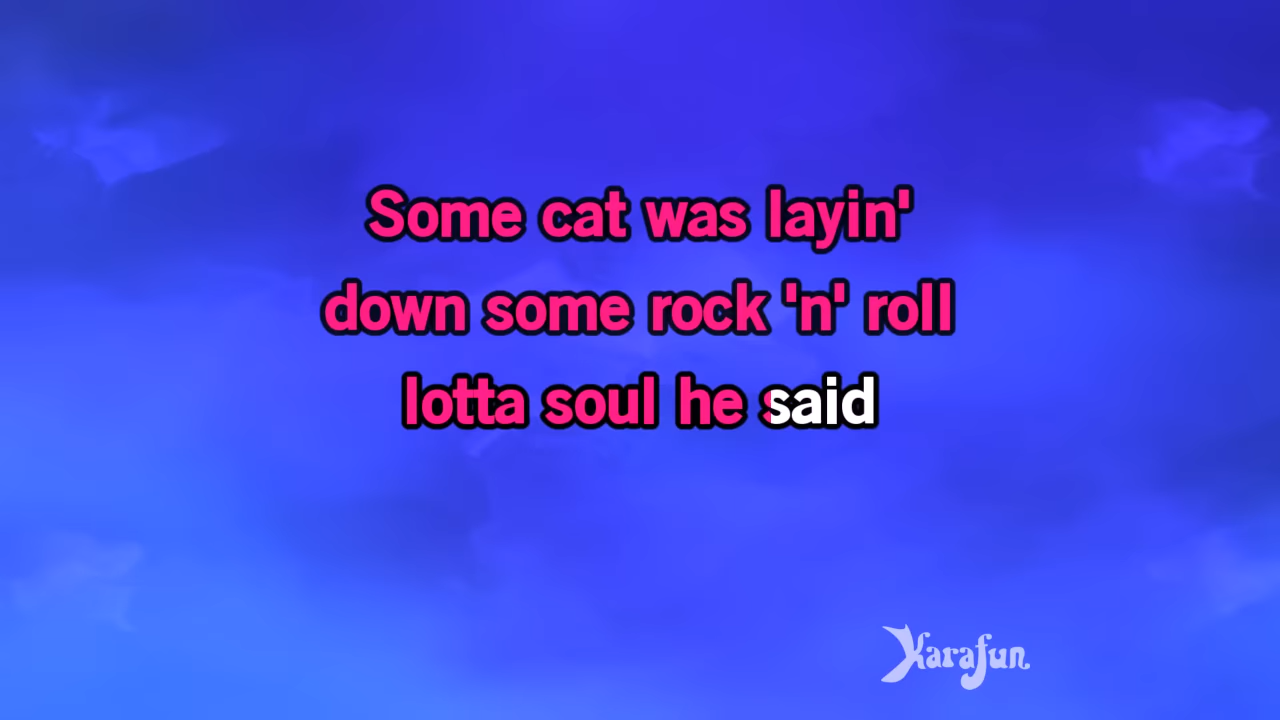 Some cat was layin'
down some rock 'n' roll
lotta soul he said
Karafun